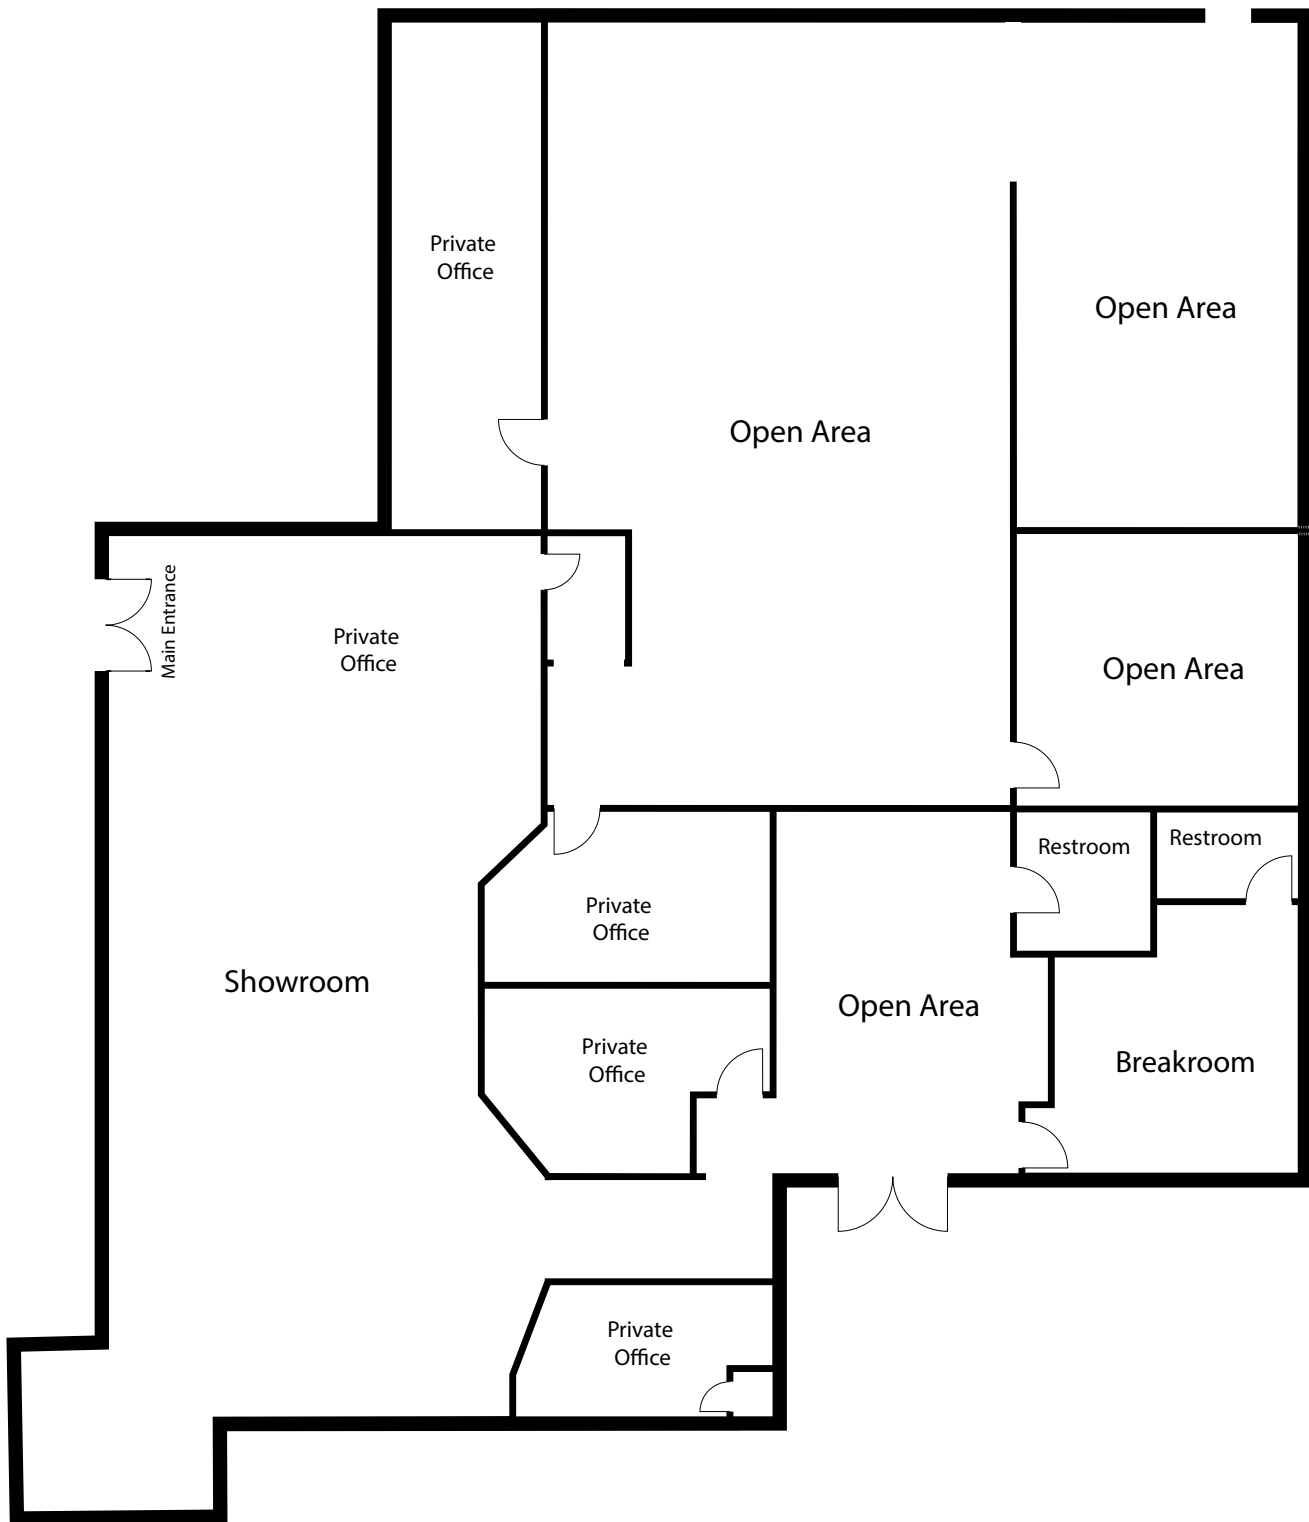 Private
Office
Open Area
Open Area
Main Entrance
Private
Office
Open Area
Restroom
Restroom
Private
Office
Showroom
Open Area
Private
Office
Breakroom
Private
Office